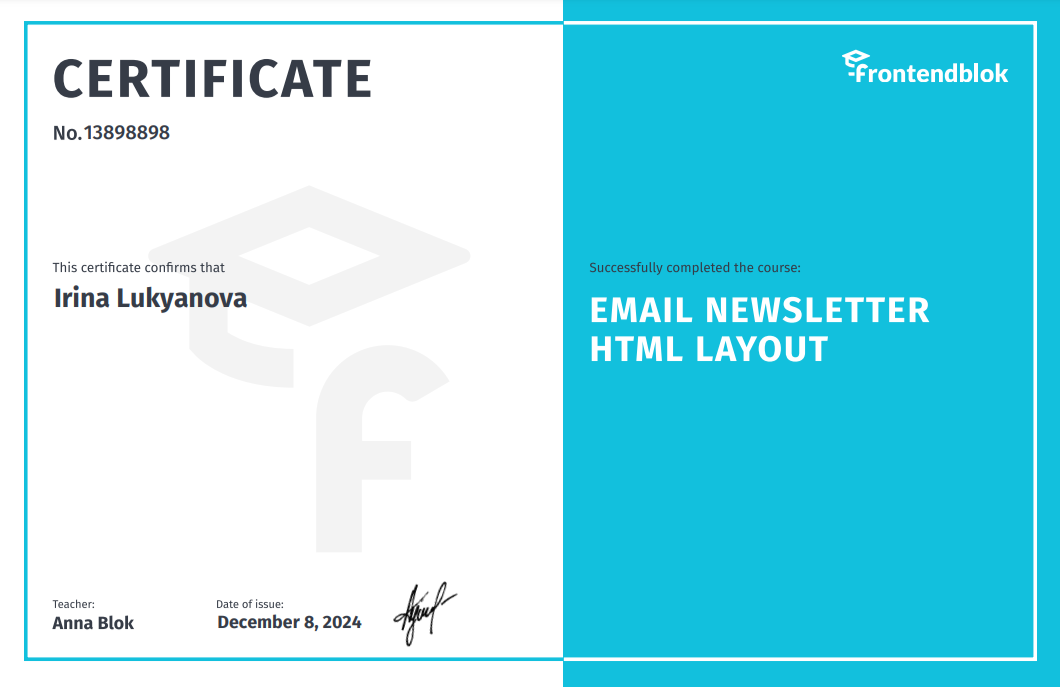 CERTIFICATE
No. 13898898
This certificate confirms that
Irina Lukyanova
Teacher:
Anna Blok
Date of issue:
December 8, 2024
frontendblok
Successfully completed the course:
EMAIL NEWSLETTER
HTML LAYOUT